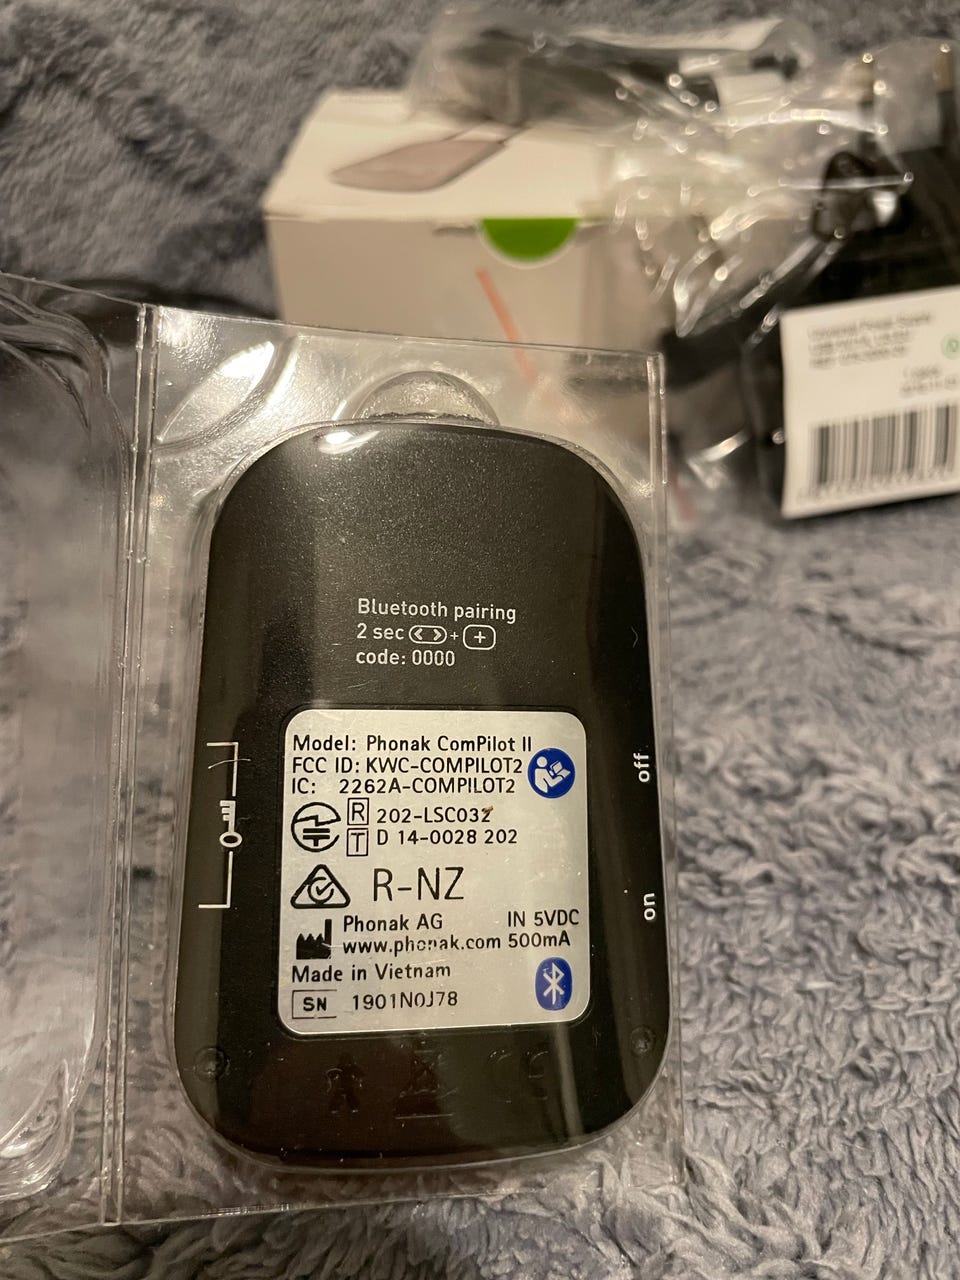 Bluetooth pairing
2 sec <> + +
code: 0000
Model: Phonak ComPilot II
FCC ID: KWC-COMPILOT2
IC: 2262A-COMPILOT2
R 202-LSC032
T D 14-0028 202
R-NZ
Phonak AG IN 5VDC
www.phonak.com 500mA
Made in Vietnam
SN 1901N0J78
off
on